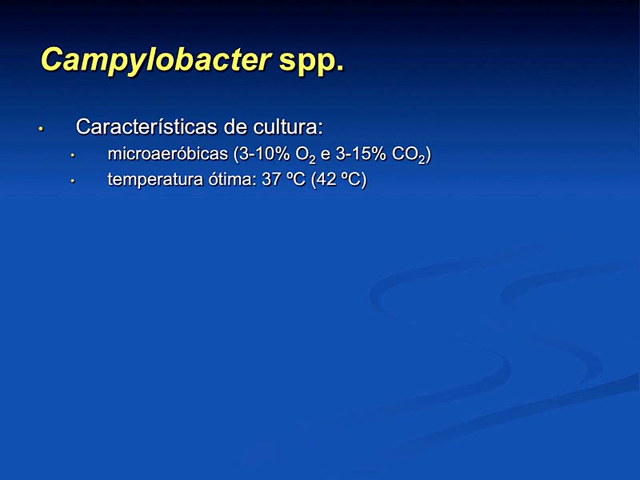 Campylobacter spp.
• Características de cultura:
• microaeróbicas (3-10% O₂ e 3-15% CO₂)
• temperatura ótima: 37 ºC (42 ºC)